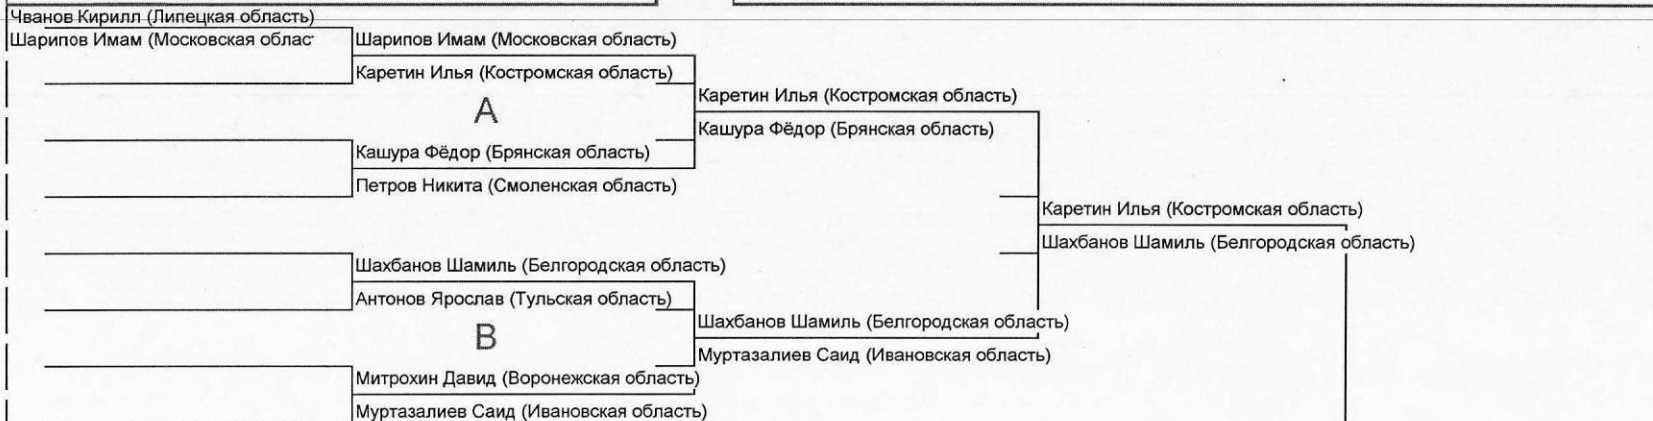 Чванов Кирилл (Липецкая область)
Шарипов Имам (Московская облас
Шарипов Имам (Московская область)
Каретин Илья (Костромская область)
A
Кашура Фёдор (Брянская область)
Петров Никита (Смоленская область)
Шахбанов Шамиль (Белгородская область)
Антонов Ярослав (Тульская область)
B
Митрохин Давид (Воронежская область)
Муртазалиев Саид (Ивановская область)
Каретин Илья (Костромская область)
Кашура Фёдор (Брянская область)
Шахбанов Шамиль (Белгородская область)
Муртазалиев Саид (Ивановская область)
Каретин Илья (Костромская область)
Шахбанов Шамиль (Белгородская область)